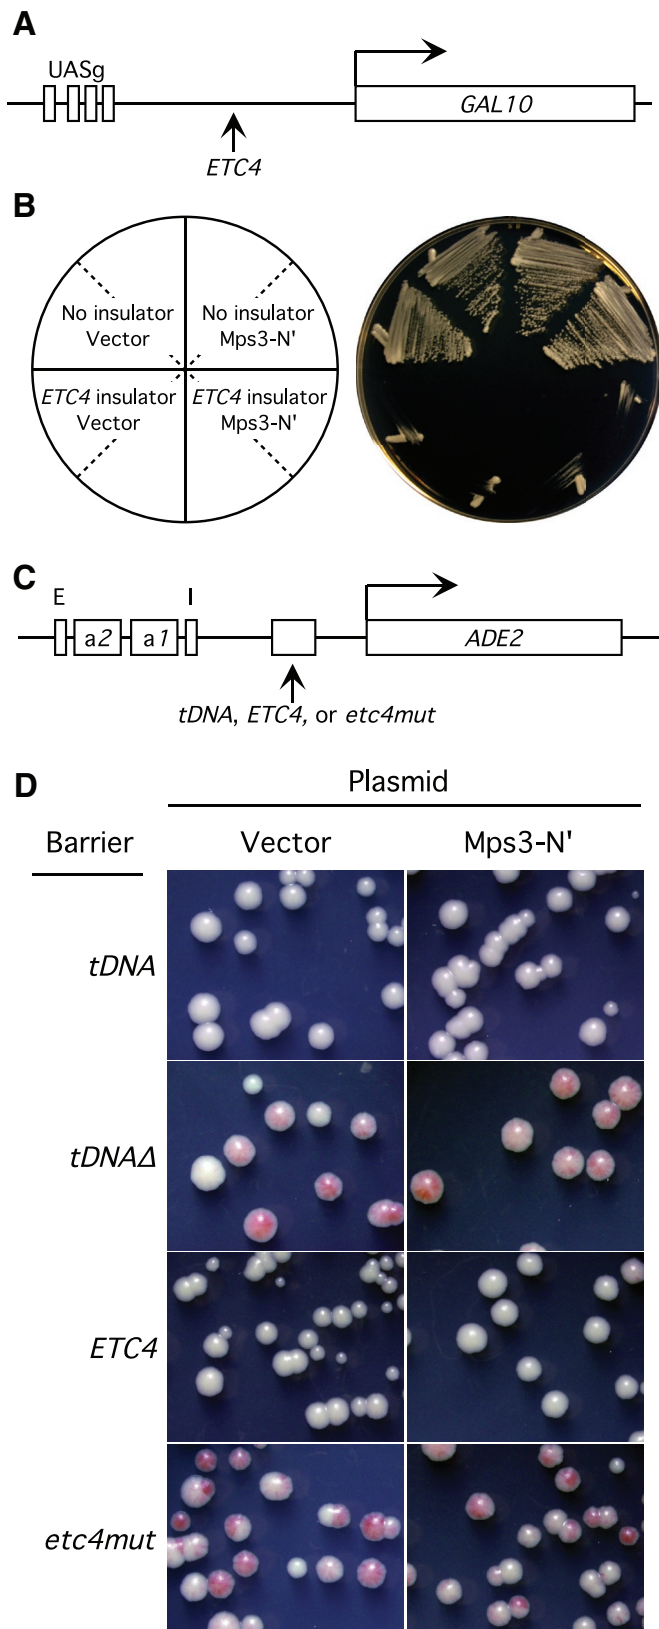 A
UASg
GAL10
ETC4
B
No insulator
Vector
No insulator
Mps3-N'
ETC4 insulator
Vector
ETC4 insulator
Mps3-N'
C
E
I
a2
a1
ADE2
tDNA, ETC4, or etc4mut
D
Plasmid
Barrier
Vector
Mps3-N'
tDNA
tDNAΔ
ETC4
etc4mut